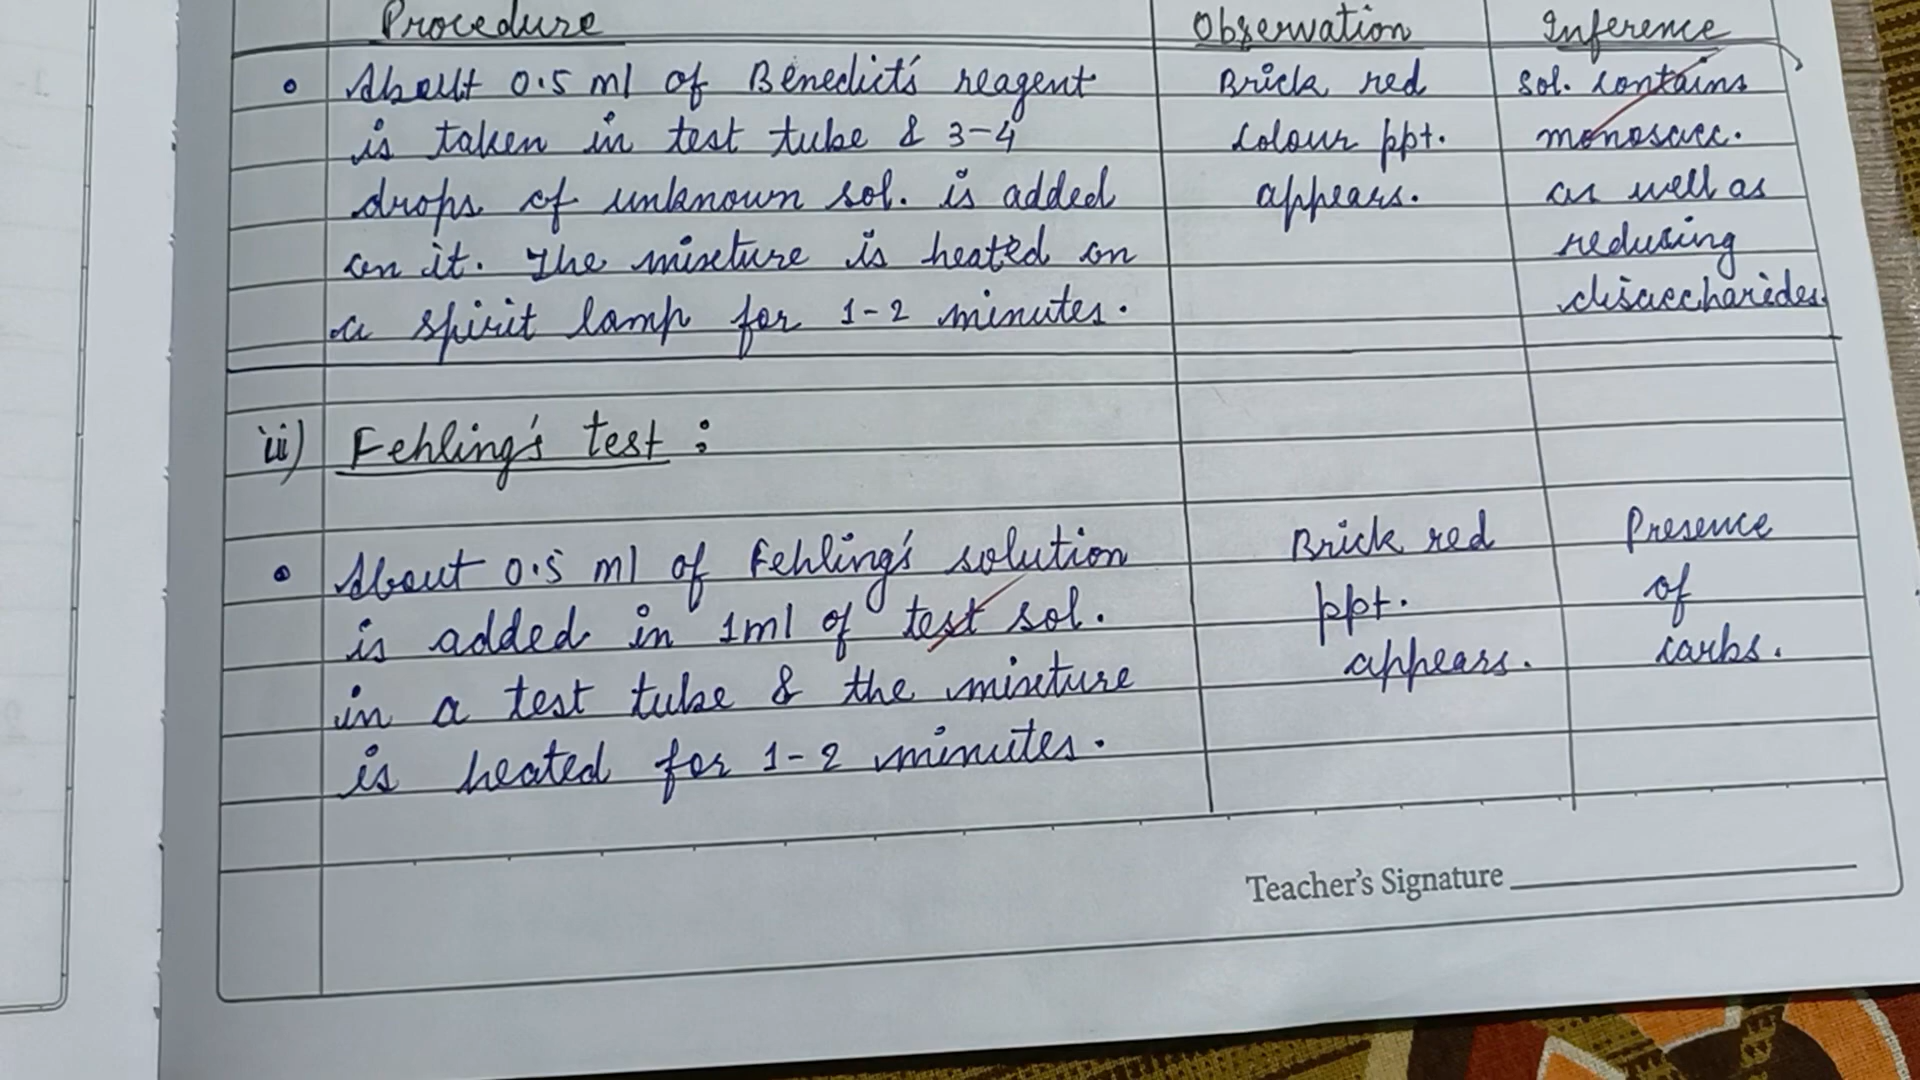 Procedure Observation Inference
• About 0.5 ml of Benedict's reagent Brick red sol. contains
is taken in test tube & 3-4 colour ppt. monosacc.
drops of unknown sol. is added appears. as well as
on it. The mixture is heated on reducing
a spirit lamp for 1-2 minutes. disaccharides.
ii) Fehling's test :
• About 0.5 ml of Fehling's solution Brick red Presence
is added in 1ml of test sol. ppt. of
in a test tube & the mixture appears. carbs.
is heated for 1-2 minutes.
Teacher's Signature